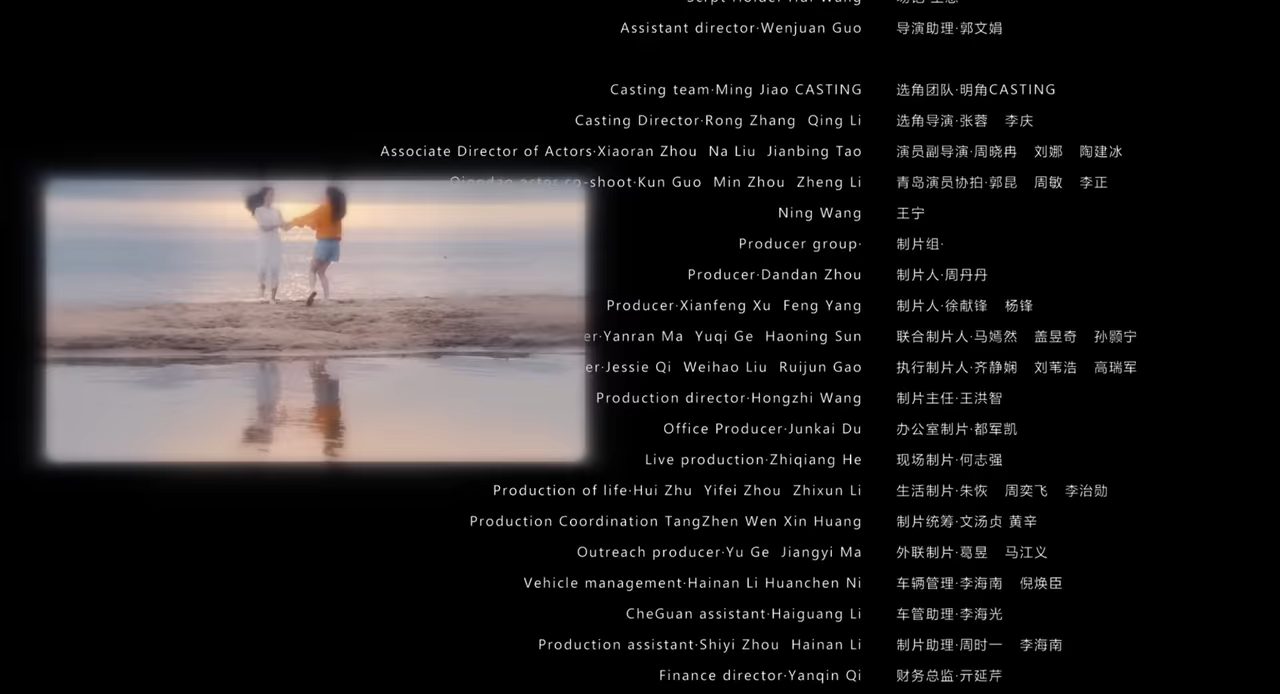 Assistant director·Wenjuan Guo 导演助理·郭文娟
Casting team·Ming Jiao CASTING 选角团队·明角CASTING
Casting Director·Rong Zhang Qing Li 选角导演·张蓉 李庆
Associate Director of Actors·Xiaoran Zhou Na Liu Jianbing Tao 演员副导演·周晓冉 刘娜 陶建冰
Qingdao actor co-shoot·Kun Guo Min Zhou Zheng Li 青岛演员协拍·郭昆 周敏 李正
Ning Wang 王宁
Producer group· 制片组·
Producer·Dandan Zhou 制片人·周丹丹
Producer·Xianfeng Xu Feng Yang 制片人·徐献锋 杨锋
er·Yanran Ma Yuqi Ge Haoning Sun 联合制片人·马嫣然 盖昱奇 孙颢宁
er·Jessie Qi Weihao Liu Ruijun Gao 执行制片人·齐静娴 刘苇浩 高瑞军
Production director·Hongzhi Wang 制片主任·王洪智
Office Producer·Junkai Du 办公室制片·都军凯
Live production·Zhiqiang He 现场制片·何志强
Production of life·Hui Zhu Yifei Zhou Zhixun Li 生活制片·朱恢 周奕飞 李治勋
Production Coordination TangZhen Wen Xin Huang 制片统筹·文汤贞 黄辛
Outreach producer·Yu Ge Jiangyi Ma 外联制片·葛昱 马江义
Vehicle management·Hainan Li Huanchen Ni 车辆管理·李海南 倪焕臣
CheGuan assistant·Haiguang Li 车管助理·李海光
Production assistant·Shiyi Zhou Hainan Li 制片助理·周时一 李海南
Finance director·Yanqin Qi 财务总监·亓延芹